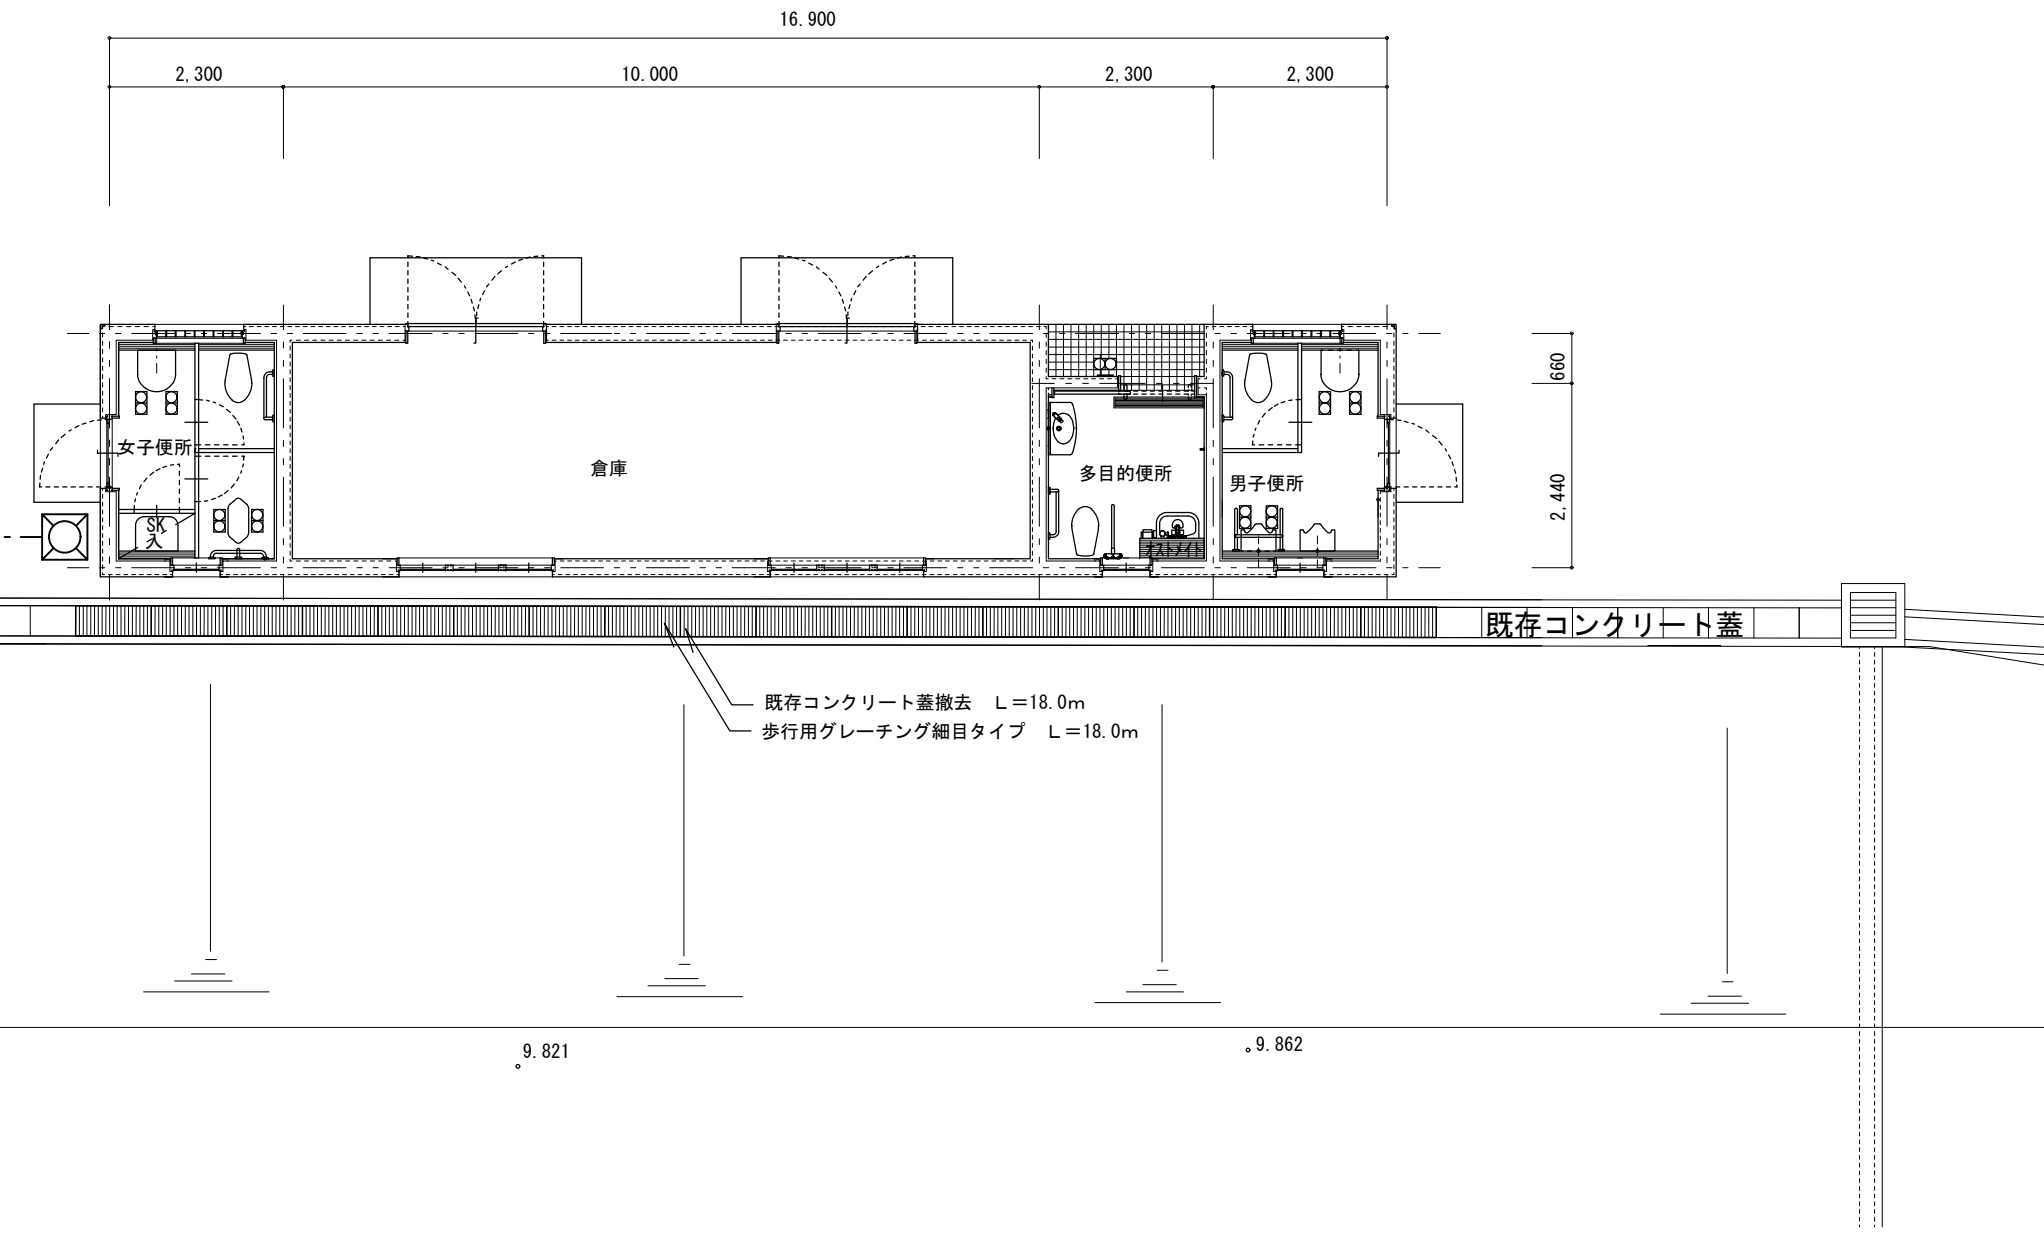 16.900
2,300
10.000
2,300
2,300
660
2,440
女子便所
倉庫
多目的便所
男子便所
SK
入
オストメイト
既存コンクリート蓋
既存コンクリート蓋撤去　Ｌ＝18.0ｍ
歩行用グレーチング細目タイプ　Ｌ＝18.0ｍ
9.821
9.862